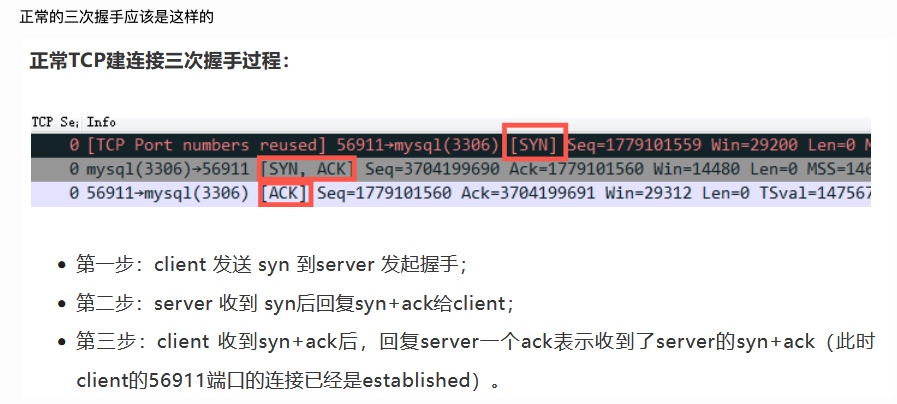 正常的三次握手应该是这样的
正常TCP建连接三次握手过程：
TCP Se; Info
0 [TCP Port numbers reused] 56911→mysql(3306) [SYN] Seq=1779101559 Win=29200 Len=0 M
0 mysql(3306)→56911 [SYN, ACK] Seq=3704199690 Ack=1779101560 Win=14480 Len=0 MSS=146
0 56911→mysql(3306) [ACK] Seq=1779101560 Ack=3704199691 Win=29312 Len=0 TSval=147567
• 第一步：client 发送 syn 到server 发起握手；
• 第二步：server 收到 syn后回复syn+ack给client；
• 第三步：client 收到syn+ack后，回复server一个ack表示收到了server的syn+ack（此时
client的56911端口的连接已经是established）。